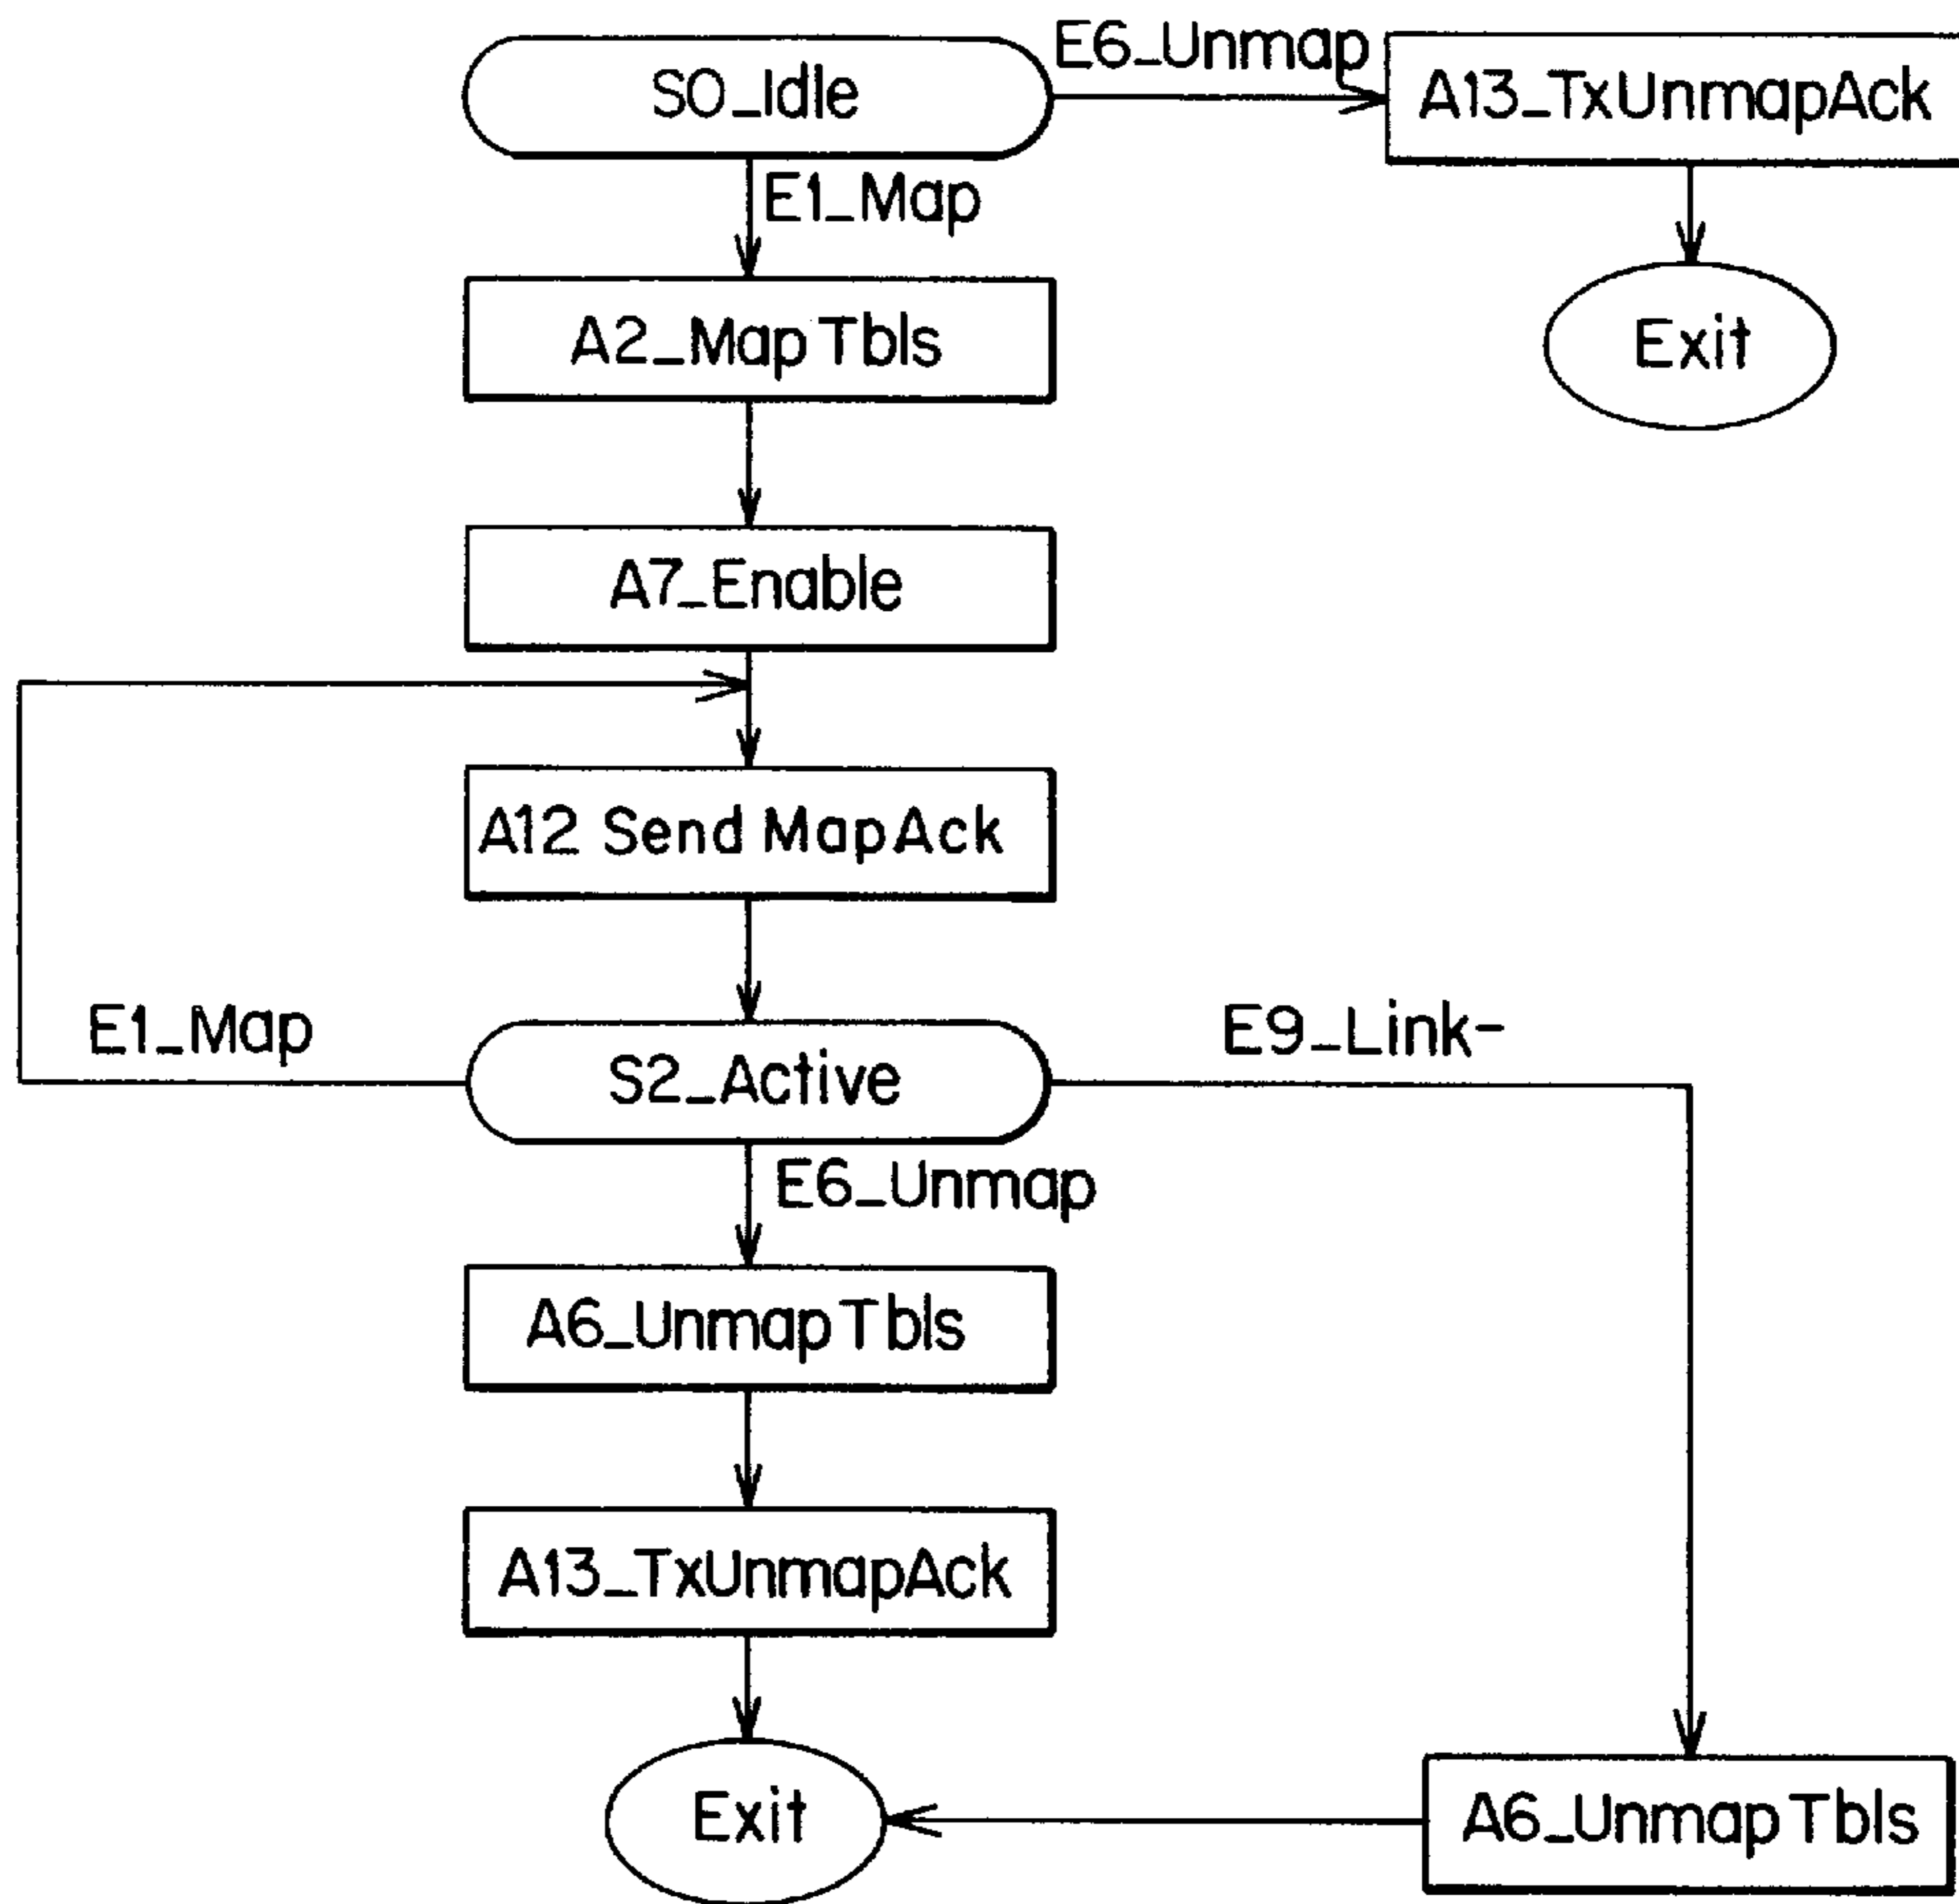 S0_Idle
E6_Unmap
A13_TxUnmapAck
E1_Map
A2_Map Tbls
Exit
A7_Enable
A12 Send MapAck
E1_Map
E9_Link-
S2_Active
E6_Unmap
A6_Unmap Tbls
A13_TxUnmapAck
Exit
A6_Unmap Tbls